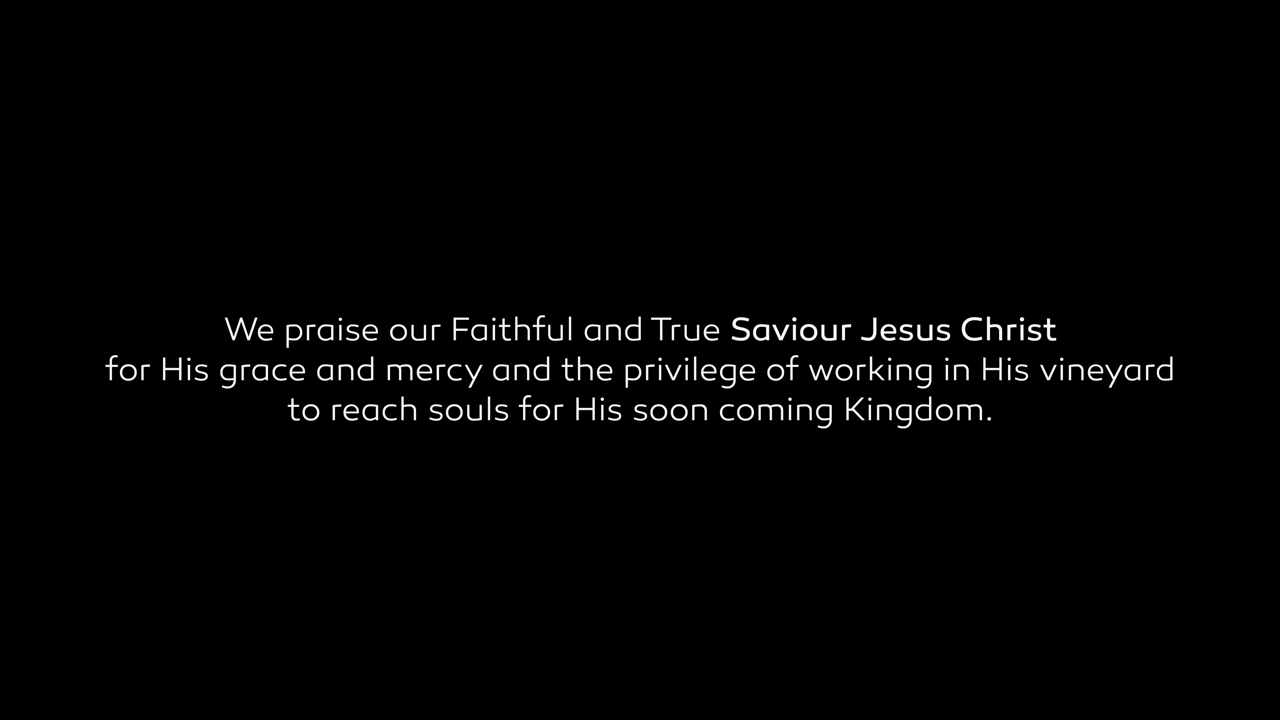 We praise our Faithful and True Saviour Jesus Christ
for His grace and mercy and the privilege of working in His vineyard
to reach souls for His soon coming Kingdom.